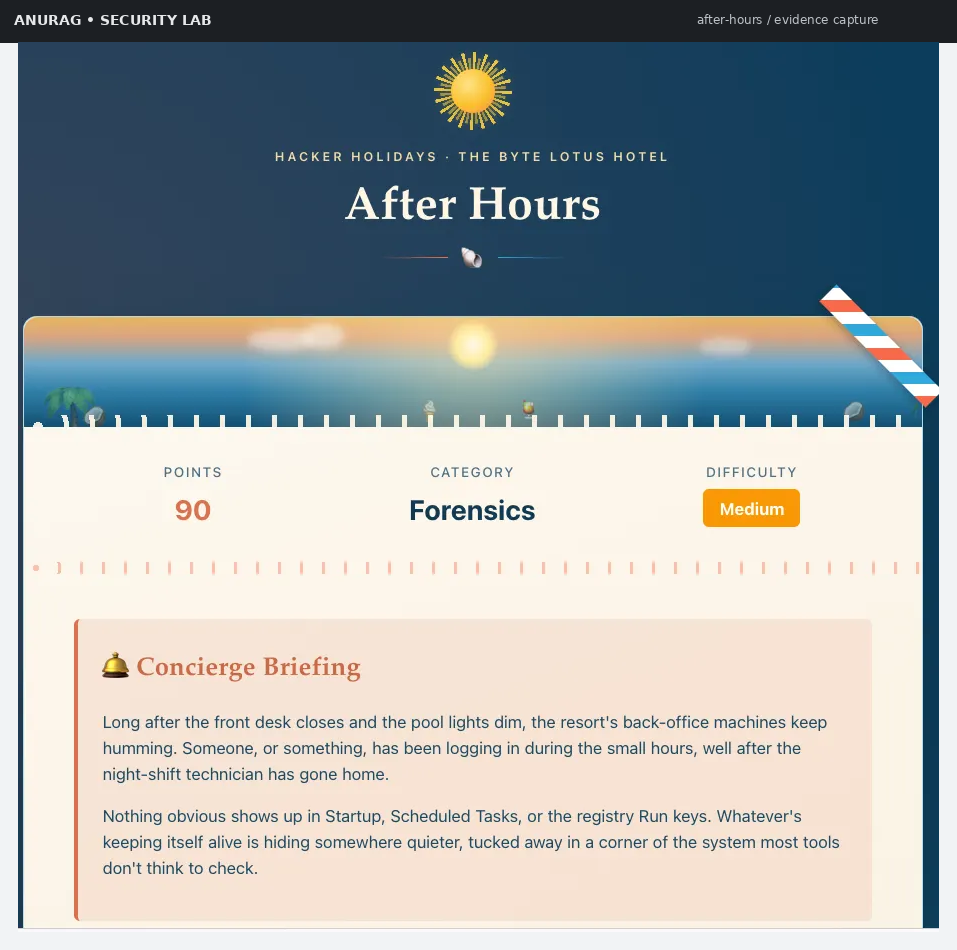 ANURAG • SECURITY LAB
after-hours / evidence capture
HACKER HOLIDAYS · THE BYTE LOTUS HOTEL
After Hours
POINTS
CATEGORY
DIFFICULTY
90
Forensics
Medium
Concierge Briefing
Long after the front desk closes and the pool lights dim, the resort's back-office machines keep
humming. Someone, or something, has been logging in during the small hours, well after the
night-shift technician has gone home.
Nothing obvious shows up in Startup, Scheduled Tasks, or the registry Run keys. Whatever's
keeping itself alive is hiding somewhere quieter, tucked away in a corner of the system most tools
don't think to check.